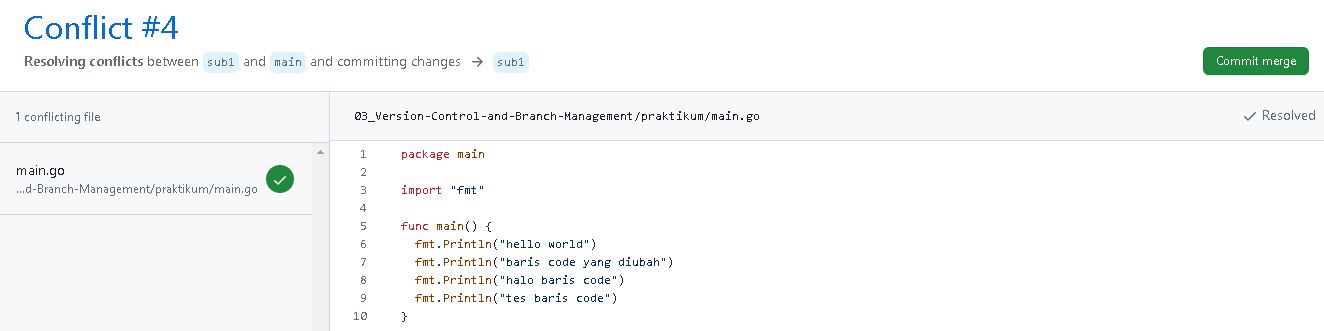 Conflict #4
Resolving conflicts between sub1 and main and committing changes → sub1
Commit merge
1 conflicting file
03_Version-Control-and-Branch-Management/praktikum/main.go
Resolved
main.go
...d-Branch-Management/praktikum/main.go
1 package main
2
3 import "fmt"
4
5 func main() {
6   fmt.Println("hello world")
7   fmt.Println("baris code yang diubah")
8   fmt.Println("halo baris code")
9   fmt.Println("tes baris code")
10 }